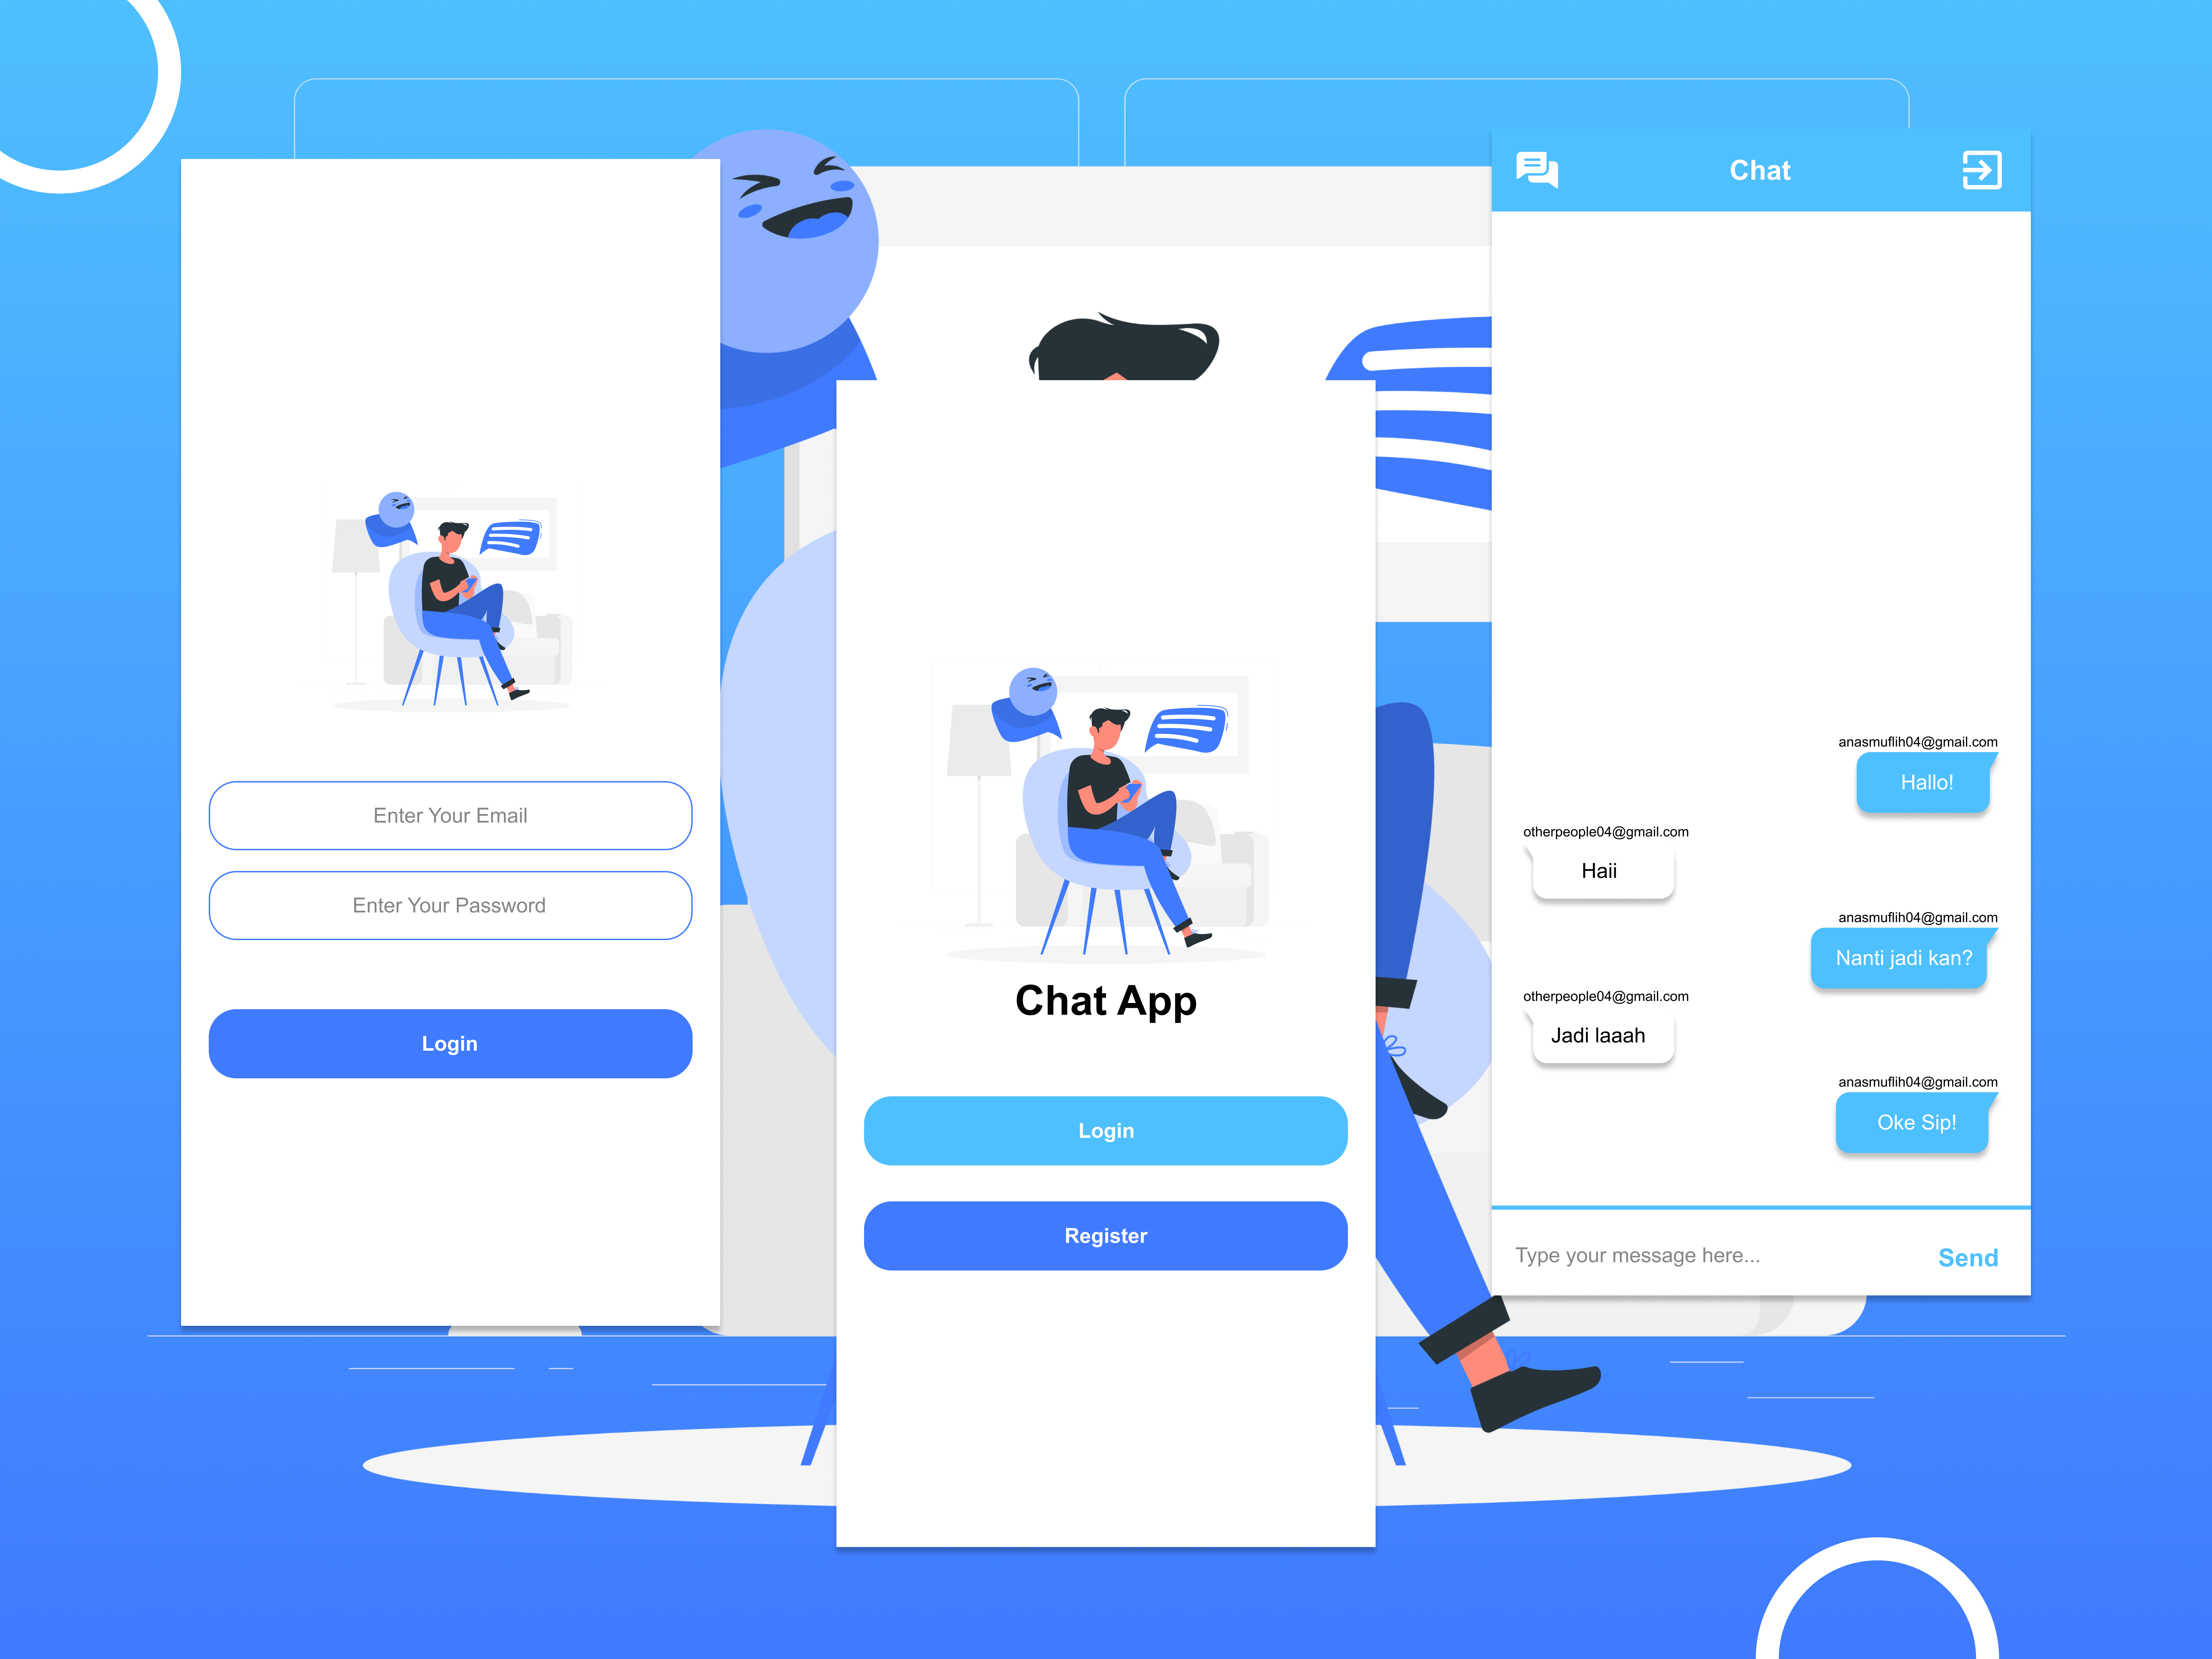 Enter Your Email
Enter Your Password
Login
Chat App
Login
Register
Chat
anasmuflih04@gmail.com
Hallo!
otherpeople04@gmail.com
Haii
anasmuflih04@gmail.com
Nanti jadi kan?
otherpeople04@gmail.com
Jadi laaah
anasmuflih04@gmail.com
Oke Sip!
Type your message here...
Send